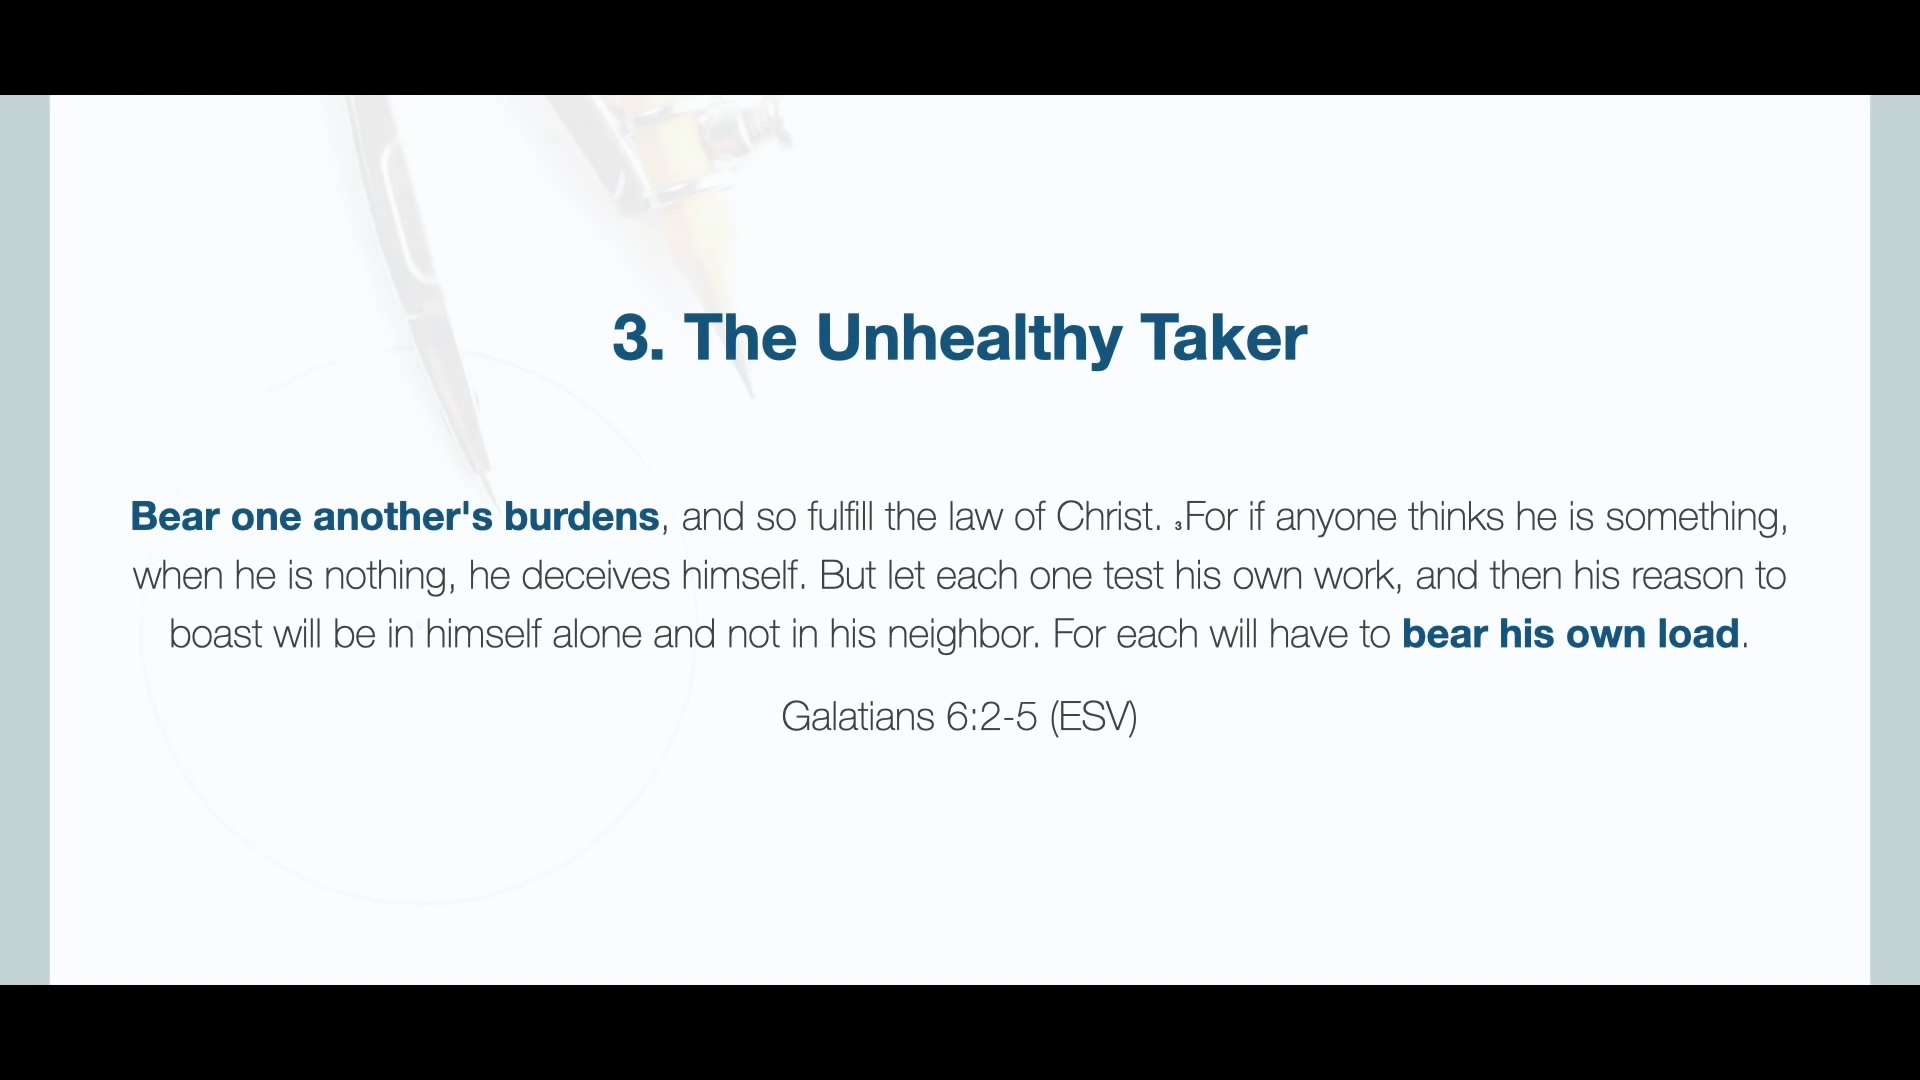 3. The Unhealthy Taker
Bear one another's burdens, and so fulfill the law of Christ. 3For if anyone thinks he is something,
when he is nothing, he deceives himself. But let each one test his own work, and then his reason to
boast will be in himself alone and not in his neighbor. For each will have to bear his own load.
Galatians 6:2-5 (ESV)